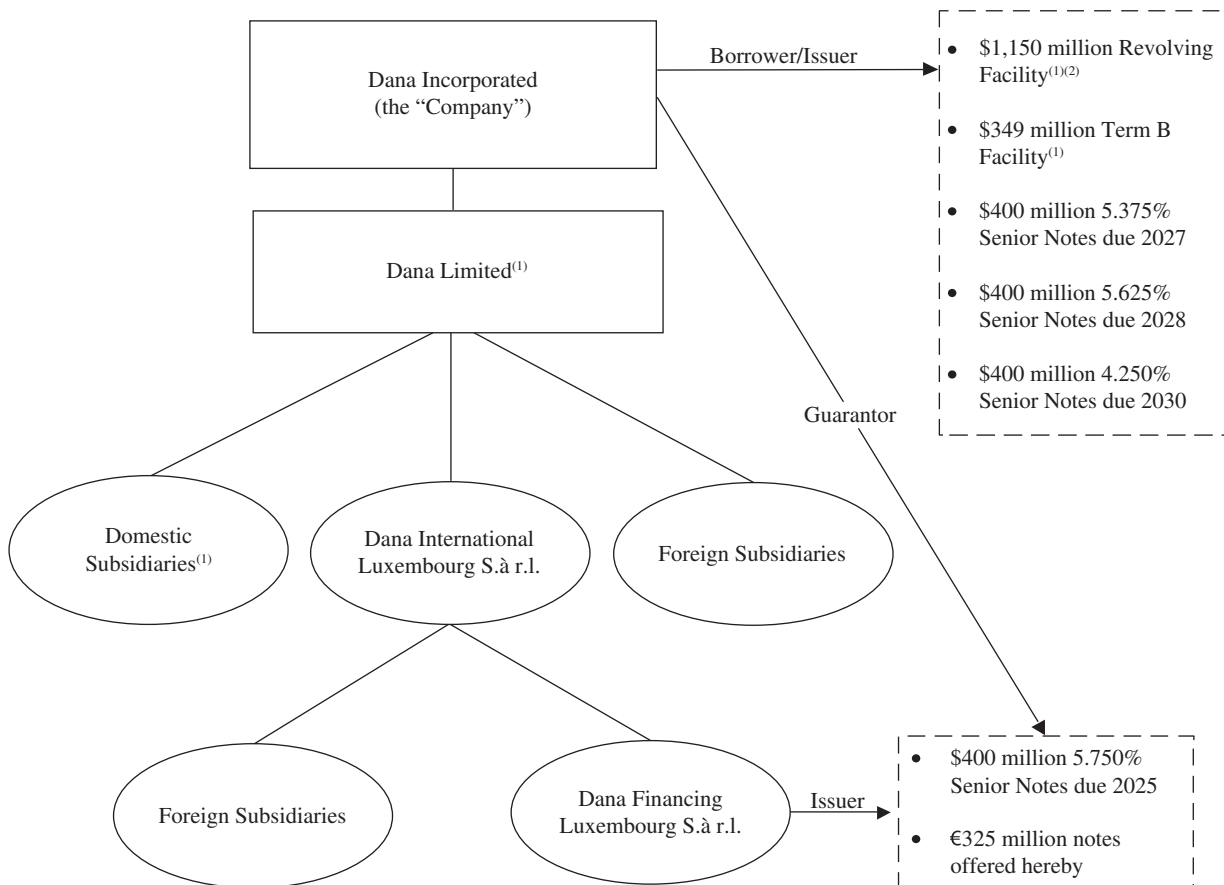 Dana Incorporated
(the “Company”)
Borrower/Issuer
• $1,150 million Revolving
Facility(1)(2)
• $349 million Term B
Facility(1)
• $400 million 5.375%
Senior Notes due 2027
• $400 million 5.625%
Senior Notes due 2028
• $400 million 4.250%
Senior Notes due 2030
Dana Limited(1)
Guarantor
Domestic
Subsidiaries(1)
Dana International
Luxembourg S.à r.l.
Foreign Subsidiaries
Foreign Subsidiaries
Dana Financing
Luxembourg S.à r.l.
Issuer
• $400 million 5.750%
Senior Notes due 2025
• €325 million notes
offered hereby